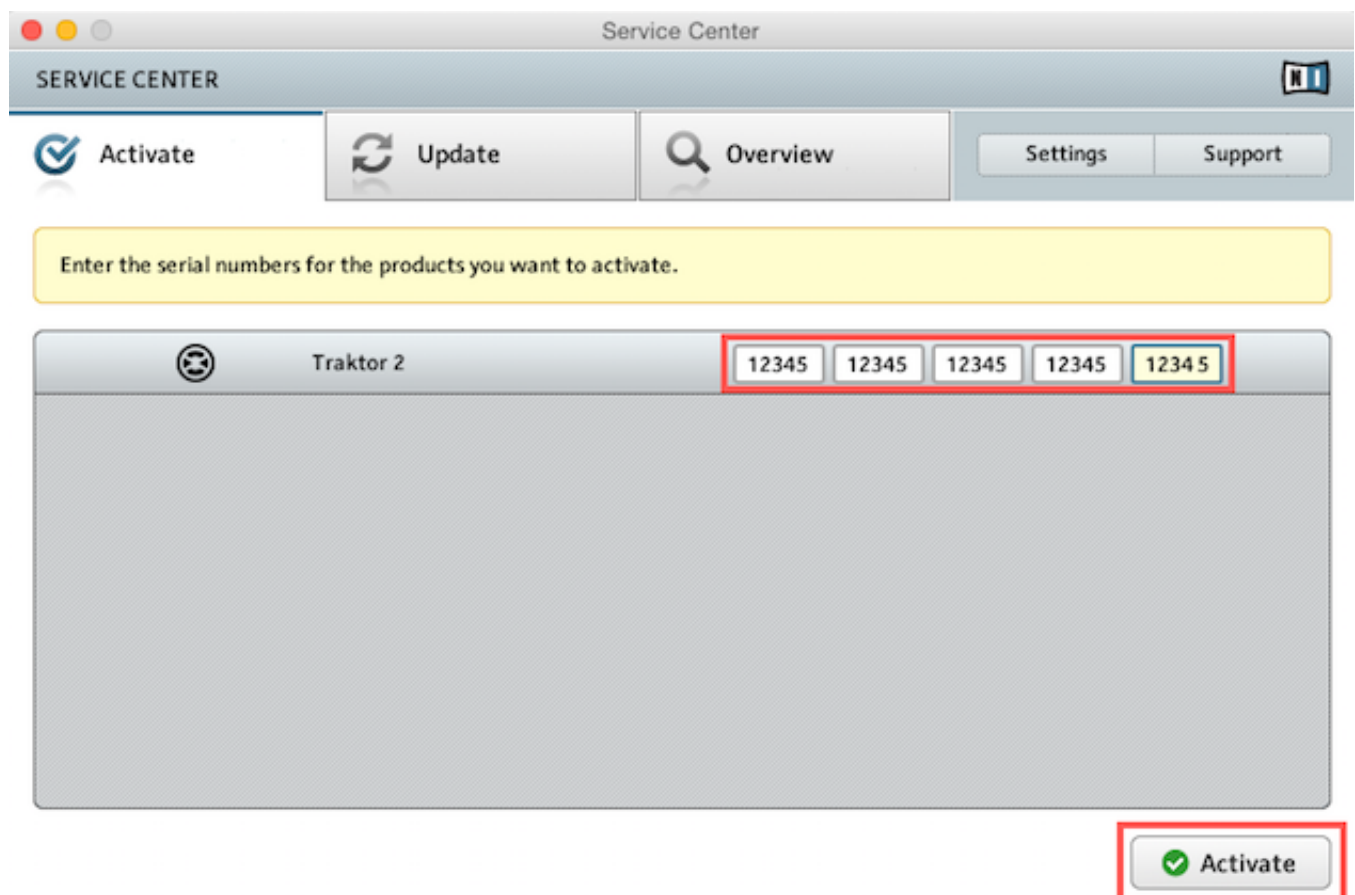 Service Center
SERVICE CENTER
NI
Activate Update Overview Settings Support
Enter the serial numbers for the products you want to activate.
Traktor 2 12345 12345 12345 12345 12345
Activate